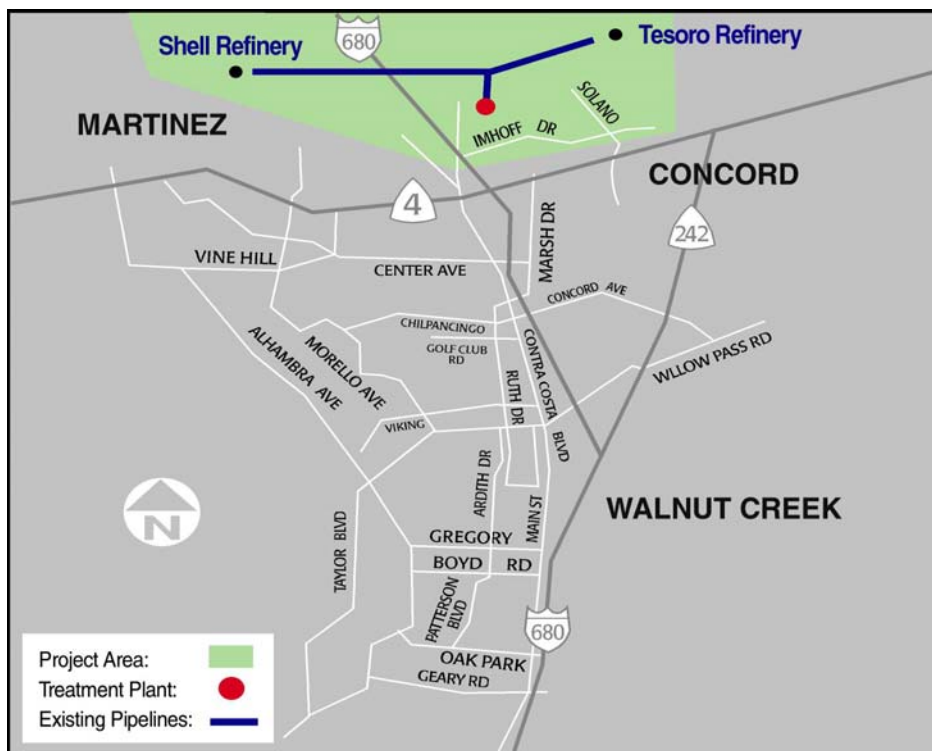 680
Shell Refinery
Tesoro Refinery
SOLANO
MARTINEZ
IMHOFF DR
CONCORD
4
242
MARSH DR
VINE HILL
CENTER AVE
CONCORD AVE
CHILPANCINGO
GOLF CLUB
RD
ALHAMBRA AVE
MORELLO AVE
RUTH DR
CONTRA COSTA BLVD
WLLOW PASS RD
VIKING
ARDITH DR
MAIN ST
WALNUT CREEK
N
TAYLOR BLVD
GREGORY
BOYD RD
PATTERSON
BLVD
680
OAK PARK
GEARY RD
Project Area:
Treatment Plant:
Existing Pipelines: